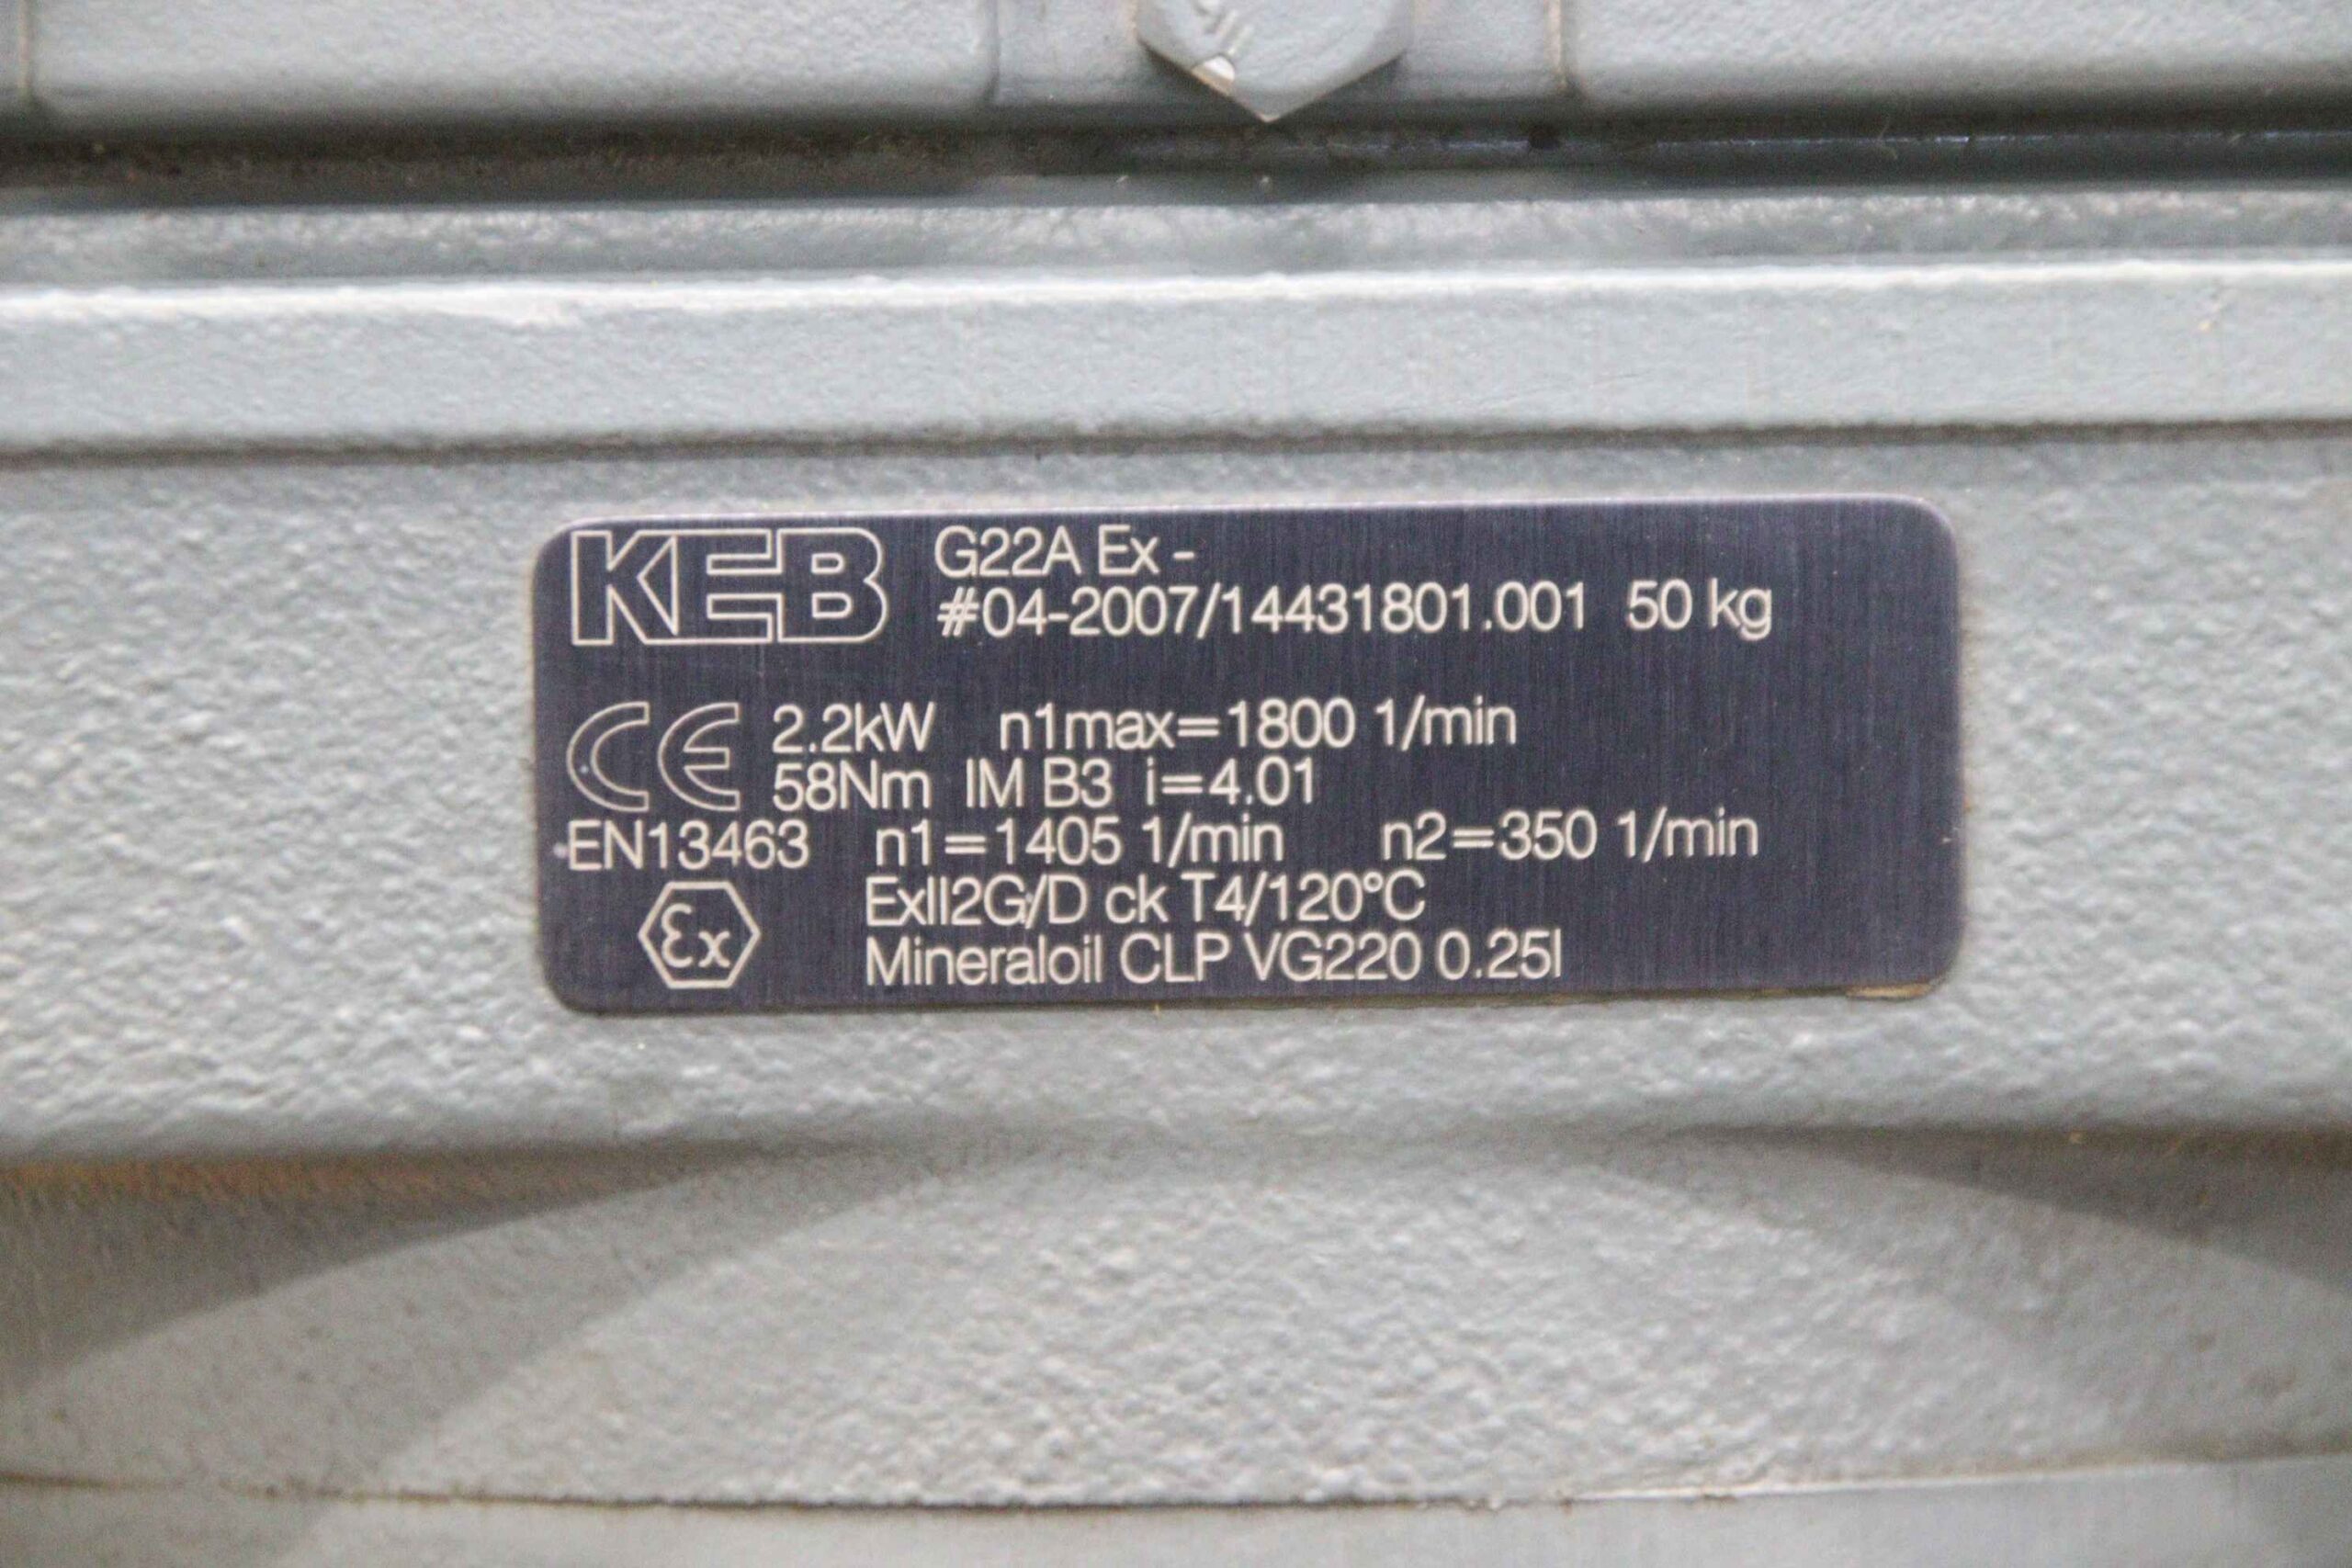 KEB G22A Ex -
#04-2007/14431801.001 50 kg
CE 2.2kW n1max=1800 1/min
58Nm IM B3 i=4.01
EN13463 n1=1405 1/min n2=350 1/min
ExII2G/D ck T4/120°C
Ex Mineraloil CLP VG220 0.25l